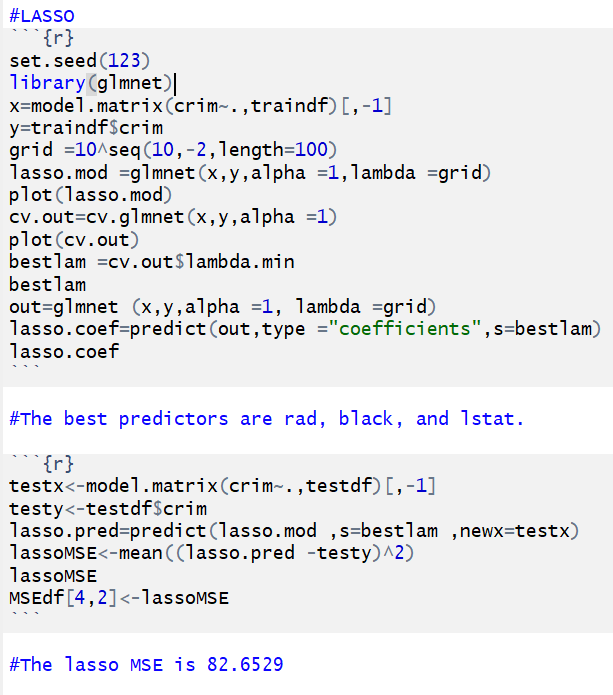 #LASSO
```{r}
set.seed(123)
library(glmnet)
x=model.matrix(crim~.,traindf)[,-1]
y=traindf$crim
grid =10^seq(10,-2,length=100)
lasso.mod =glmnet(x,y,alpha =1,lambda =grid)
plot(lasso.mod)
cv.out=cv.glmnet(x,y,alpha =1)
plot(cv.out)
bestlam =cv.out$lambda.min
bestlam
out=glmnet (x,y,alpha =1, lambda =grid)
lasso.coef=predict(out,type ="coefficients",s=bestlam)
lasso.coef
```
#The best predictors are rad, black, and lstat.
```{r}
testx<-model.matrix(crim~.,testdf)[,-1]
testy<-testdf$crim
lasso.pred=predict(lasso.mod ,s=bestlam ,newx=testx)
lassoMSE<-mean((lasso.pred -testy)^2)
lassoMSE
MSEdf[4,2]<-lassoMSE
```
#The lasso MSE is 82.6529